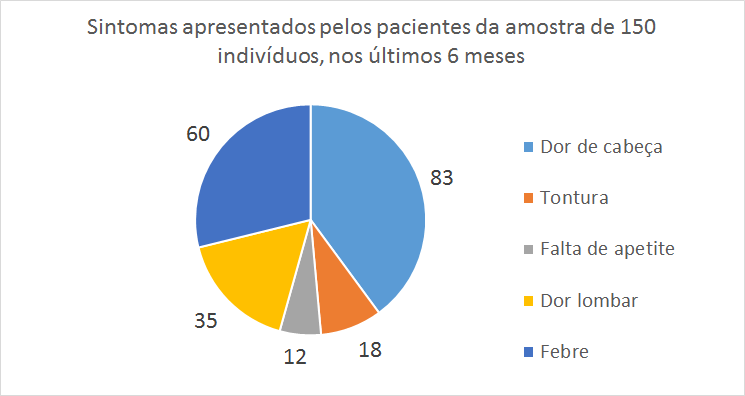 Sintomas apresentados pelos pacientes da amostra de 150
indivíduos, nos últimos 6 meses
60
83
35
12
18
Dor de cabeça
Tontura
Falta de apetite
Dor lombar
Febre